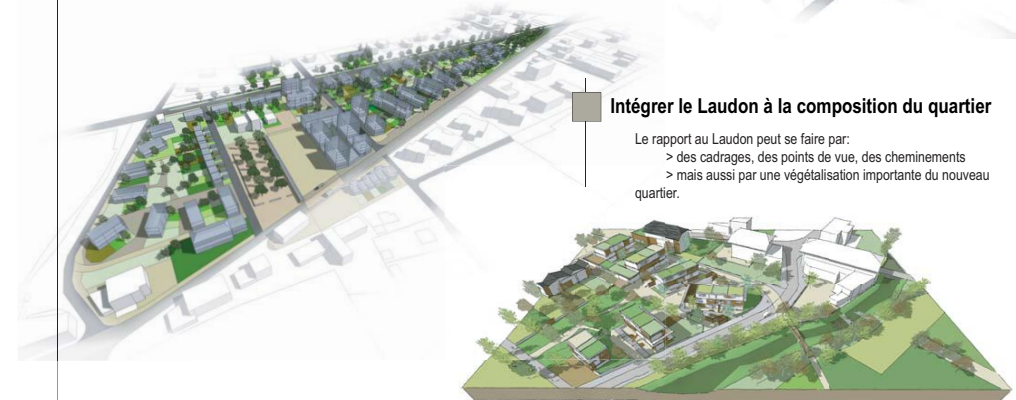 Intégrer le Laudon à la composition du quartier
Le rapport au Laudon peut se faire par:
> des cadrages, des points de vue, des cheminements
> mais aussi par une végétalisation importante du nouveau
quartier.